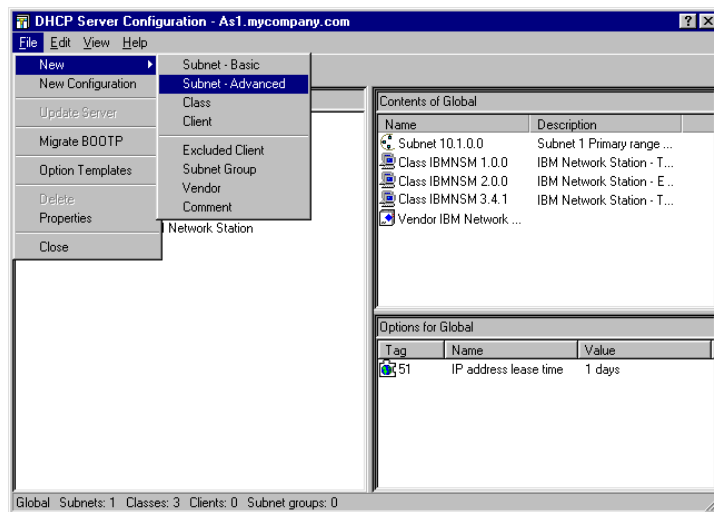 DHCP Server Configuration - As1.mycompany.com
File Edit View Help
New
New Configuration
Update Server
Migrate BOOTP
Option Templates
Delete
Properties
Close
Subnet - Basic
Subnet - Advanced
Class
Client
Excluded Client
Subnet Group
Vendor
Comment
Network Station
Contents of Global
Name Description
Subnet 10.1.0.0 Subnet 1 Primary range ...
Class IBMNSM 1.0.0 IBM Network Station - T...
Class IBMNSM 2.0.0 IBM Network Station - E...
Class IBMNSM 3.4.1 IBM Network Station - T...
Vendor IBM Network ...
Options for Global
Tag Name Value
51 IP address lease time 1 days
Global Subnets: 1 Classes: 3 Clients: 0 Subnet groups: 0